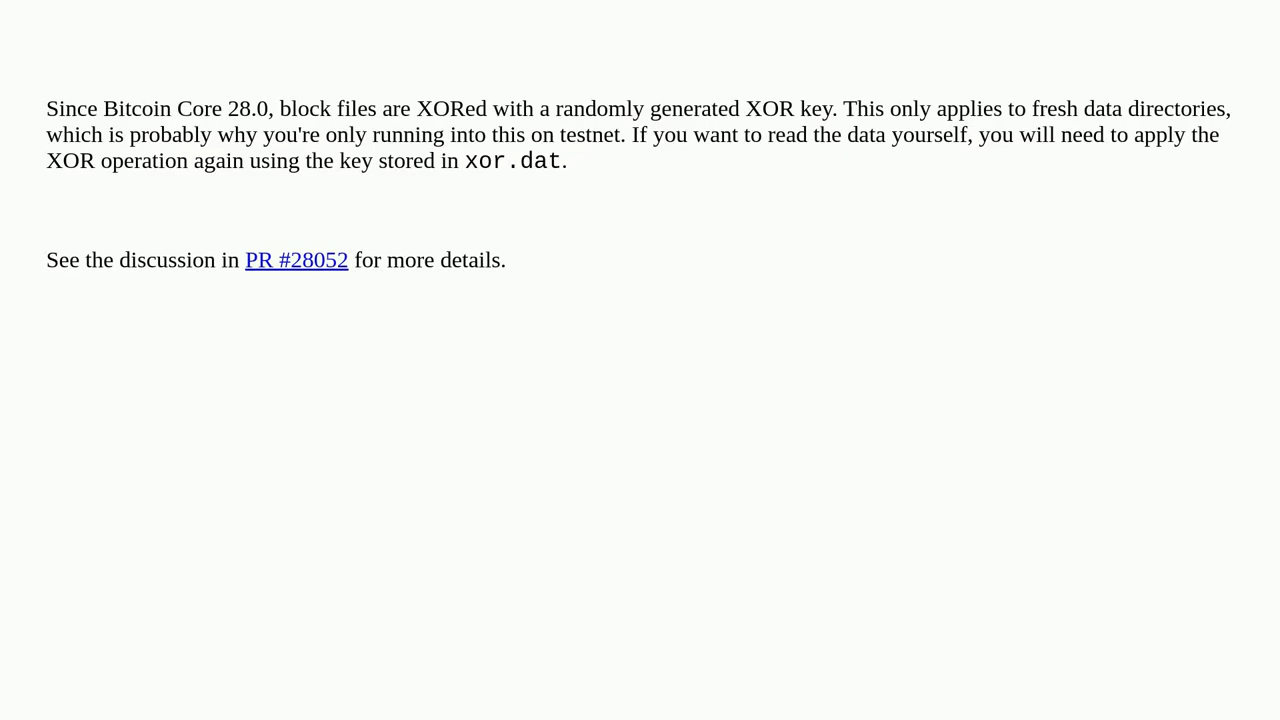 Since Bitcoin Core 28.0, block files are XORed with a randomly generated XOR key. This only applies to fresh data directories,
which is probably why you're only running into this on testnet. If you want to read the data yourself, you will need to apply the
XOR operation again using the key stored in xor.dat.
See the discussion in PR #28052 for more details.